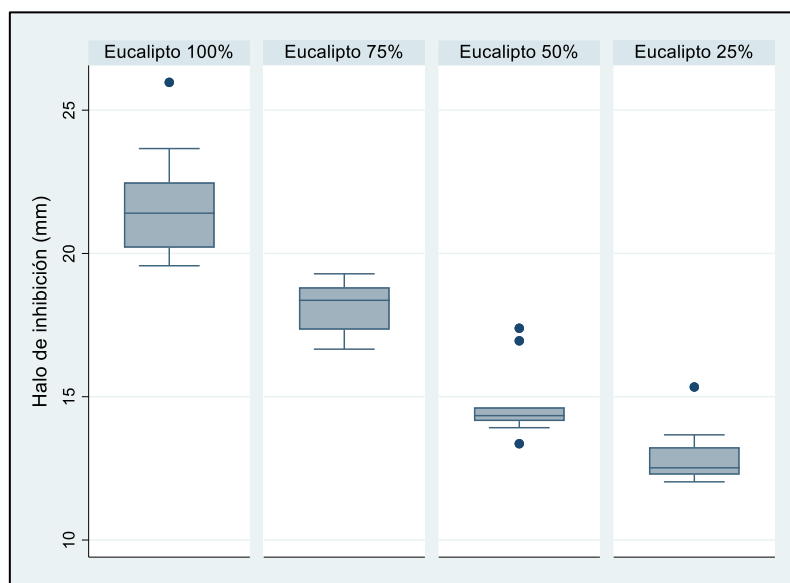 Eucalipto 100%
Eucalipto 75%
Eucalipto 50%
Eucalipto 25%
Halo de inhibición (mm)
25
20
15
10